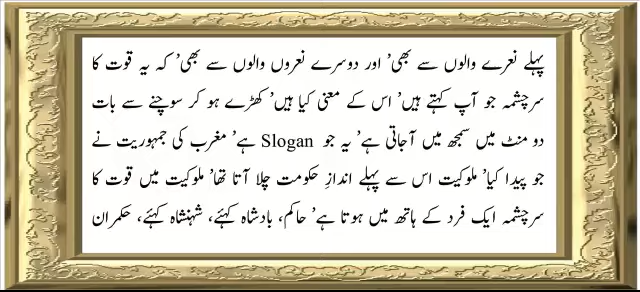 پہلے نعرے والوں سے بھی’ اور دوسرے نعروں والوں سے بھی’ کہ یہ قوت کا
سرچشمہ جو آپ کہتے ہیں’ اس کے معنی کیا ہیں’ کھڑے ہو کر سوچنے سے بات
دو منٹ میں سمجھ میں آجاتی ہے’ یہ جو Slogan ہے’ مغرب کی جمہوریت نے
جو پیدا کیا’ ملوکیت اس سے پہلے اندازِ حکومت چلا آتا تھا’ ملوکیت میں قوت کا
سرچشمہ ایک فرد کے ہاتھ میں ہوتا ہے’ حاکم، بادشاہ کہئے، شہنشاہ کہئے، حکمران